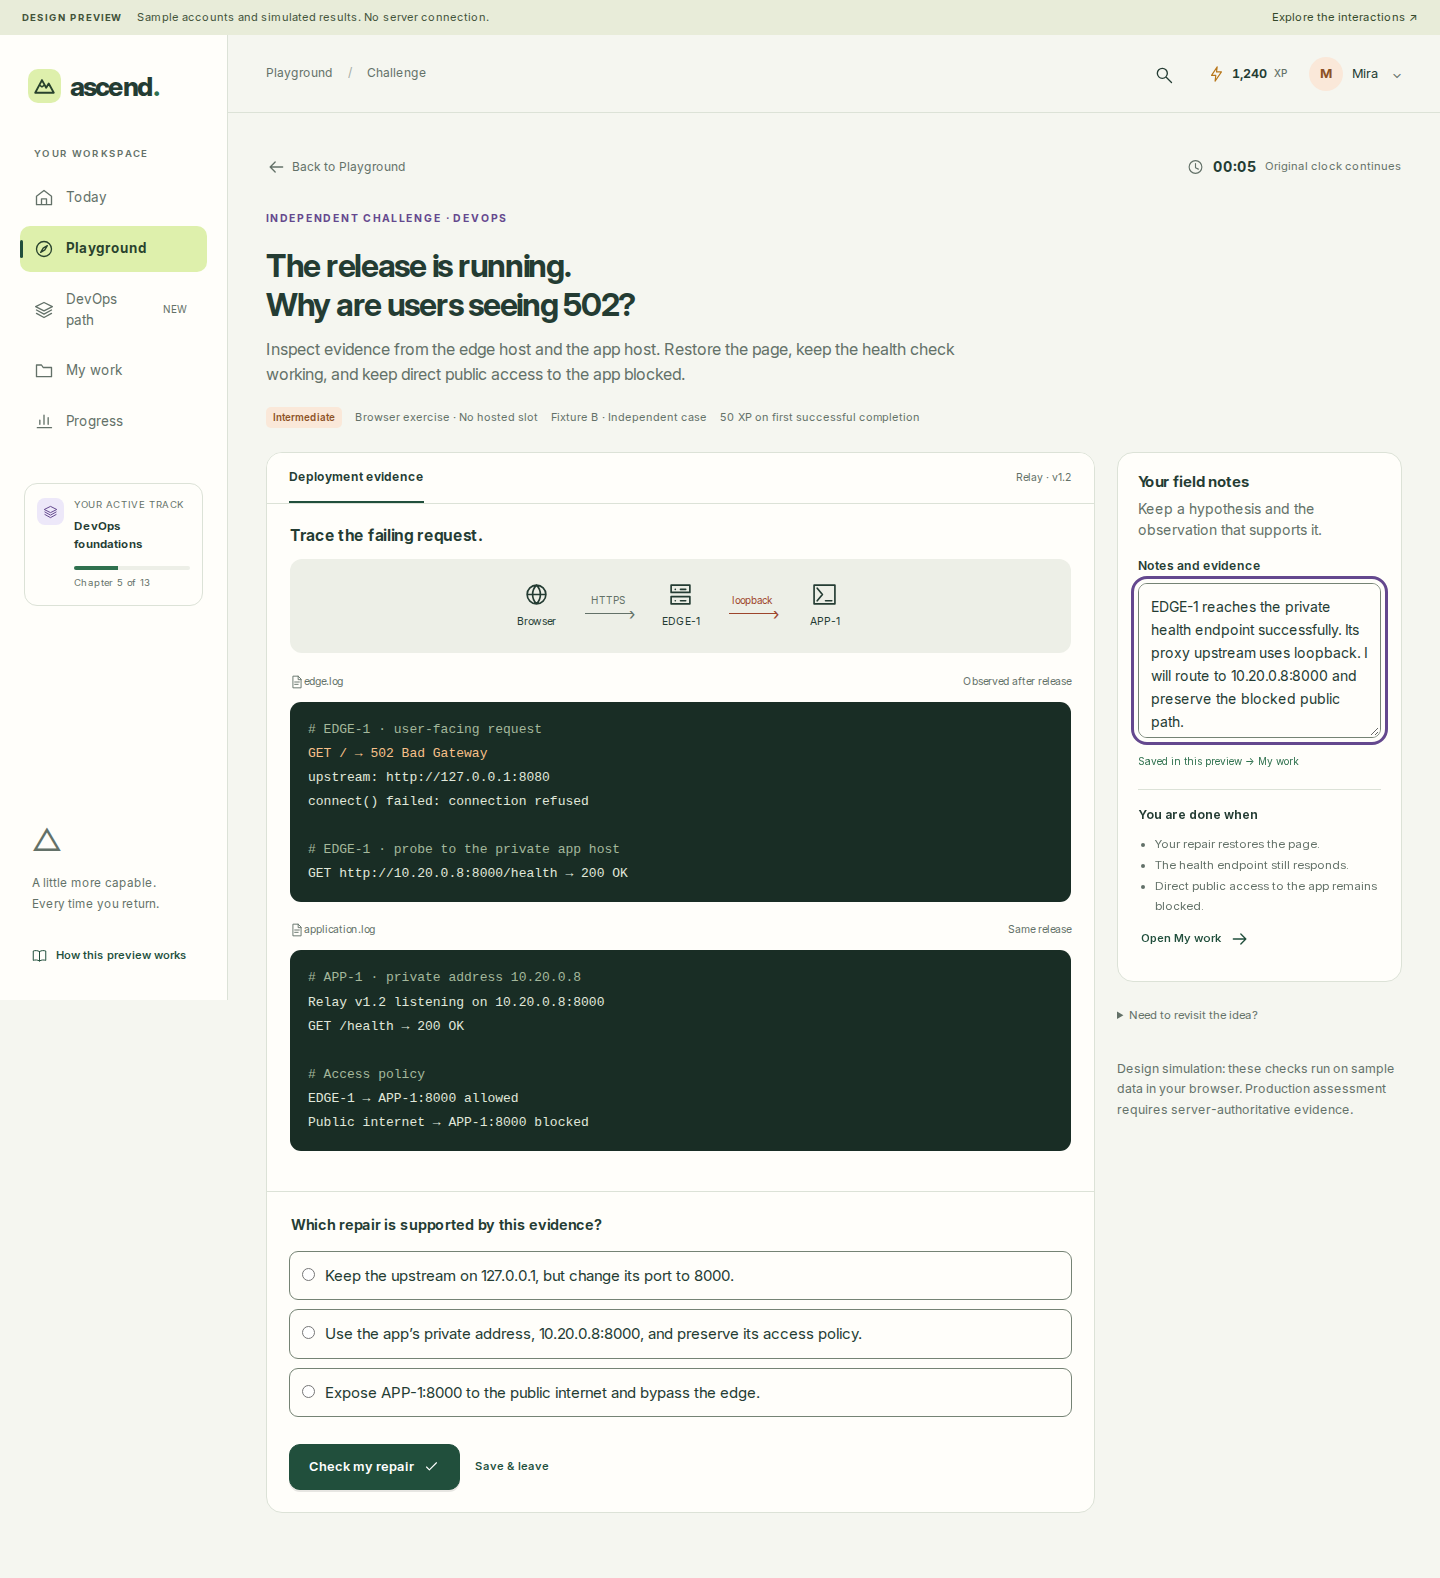 DESIGN PREVIEW Sample accounts and simulated results. No server connection.
Explore the interactions ↗
ascend.
YOUR WORKSPACE
Today
Playground
DevOps
path
NEW
My work
Progress
YOUR ACTIVE TRACK
DevOps
foundations
Chapter 5 of 13
A little more capable.
Every time you return.
How this preview works
Playground / Challenge
1,240 XP
M Mira
Back to Playground
00:05 Original clock continues
INDEPENDENT CHALLENGE · DEVOPS
The release is running.
Why are users seeing 502?
Inspect evidence from the edge host and the app host. Restore the page, keep the health check
working, and keep direct public access to the app blocked.
Intermediate Browser exercise · No hosted slot Fixture B · Independent case 50 XP on first successful completion
Deployment evidence
Relay · v1.2
Trace the failing request.
HTTPS
loopback
Browser
EDGE-1
APP-1
edge.log
Observed after release
# EDGE-1 · user-facing request
GET / → 502 Bad Gateway
upstream: http://127.0.0.1:8080
connect() failed: connection refused
# EDGE-1 · probe to the private app host
GET http://10.20.0.8:8000/health → 200 OK
application.log
Same release
# APP-1 · private address 10.20.0.8
Relay v1.2 listening on 10.20.0.8:8000
GET /health → 200 OK
# Access policy
EDGE-1 → APP-1:8000 allowed
Public internet → APP-1:8000 blocked
Which repair is supported by this evidence?
Keep the upstream on 127.0.0.1, but change its port to 8000.
Use the app’s private address, 10.20.0.8:8000, and preserve its access policy.
Expose APP-1:8000 to the public internet and bypass the edge.
Check my repair
Save & leave
Your field notes
Keep a hypothesis and the
observation that supports it.
Notes and evidence
EDGE-1 reaches the private
health endpoint successfully. Its
proxy upstream uses loopback. I
will route to 10.20.0.8:8000 and
preserve the blocked public
path.
Saved in this preview → My work
You are done when
• Your repair restores the page.
• The health endpoint still responds.
• Direct public access to the app remains
blocked.
Open My work →
Need to revisit the idea?
Design simulation: these checks run on sample
data in your browser. Production assessment
requires server-authoritative evidence.